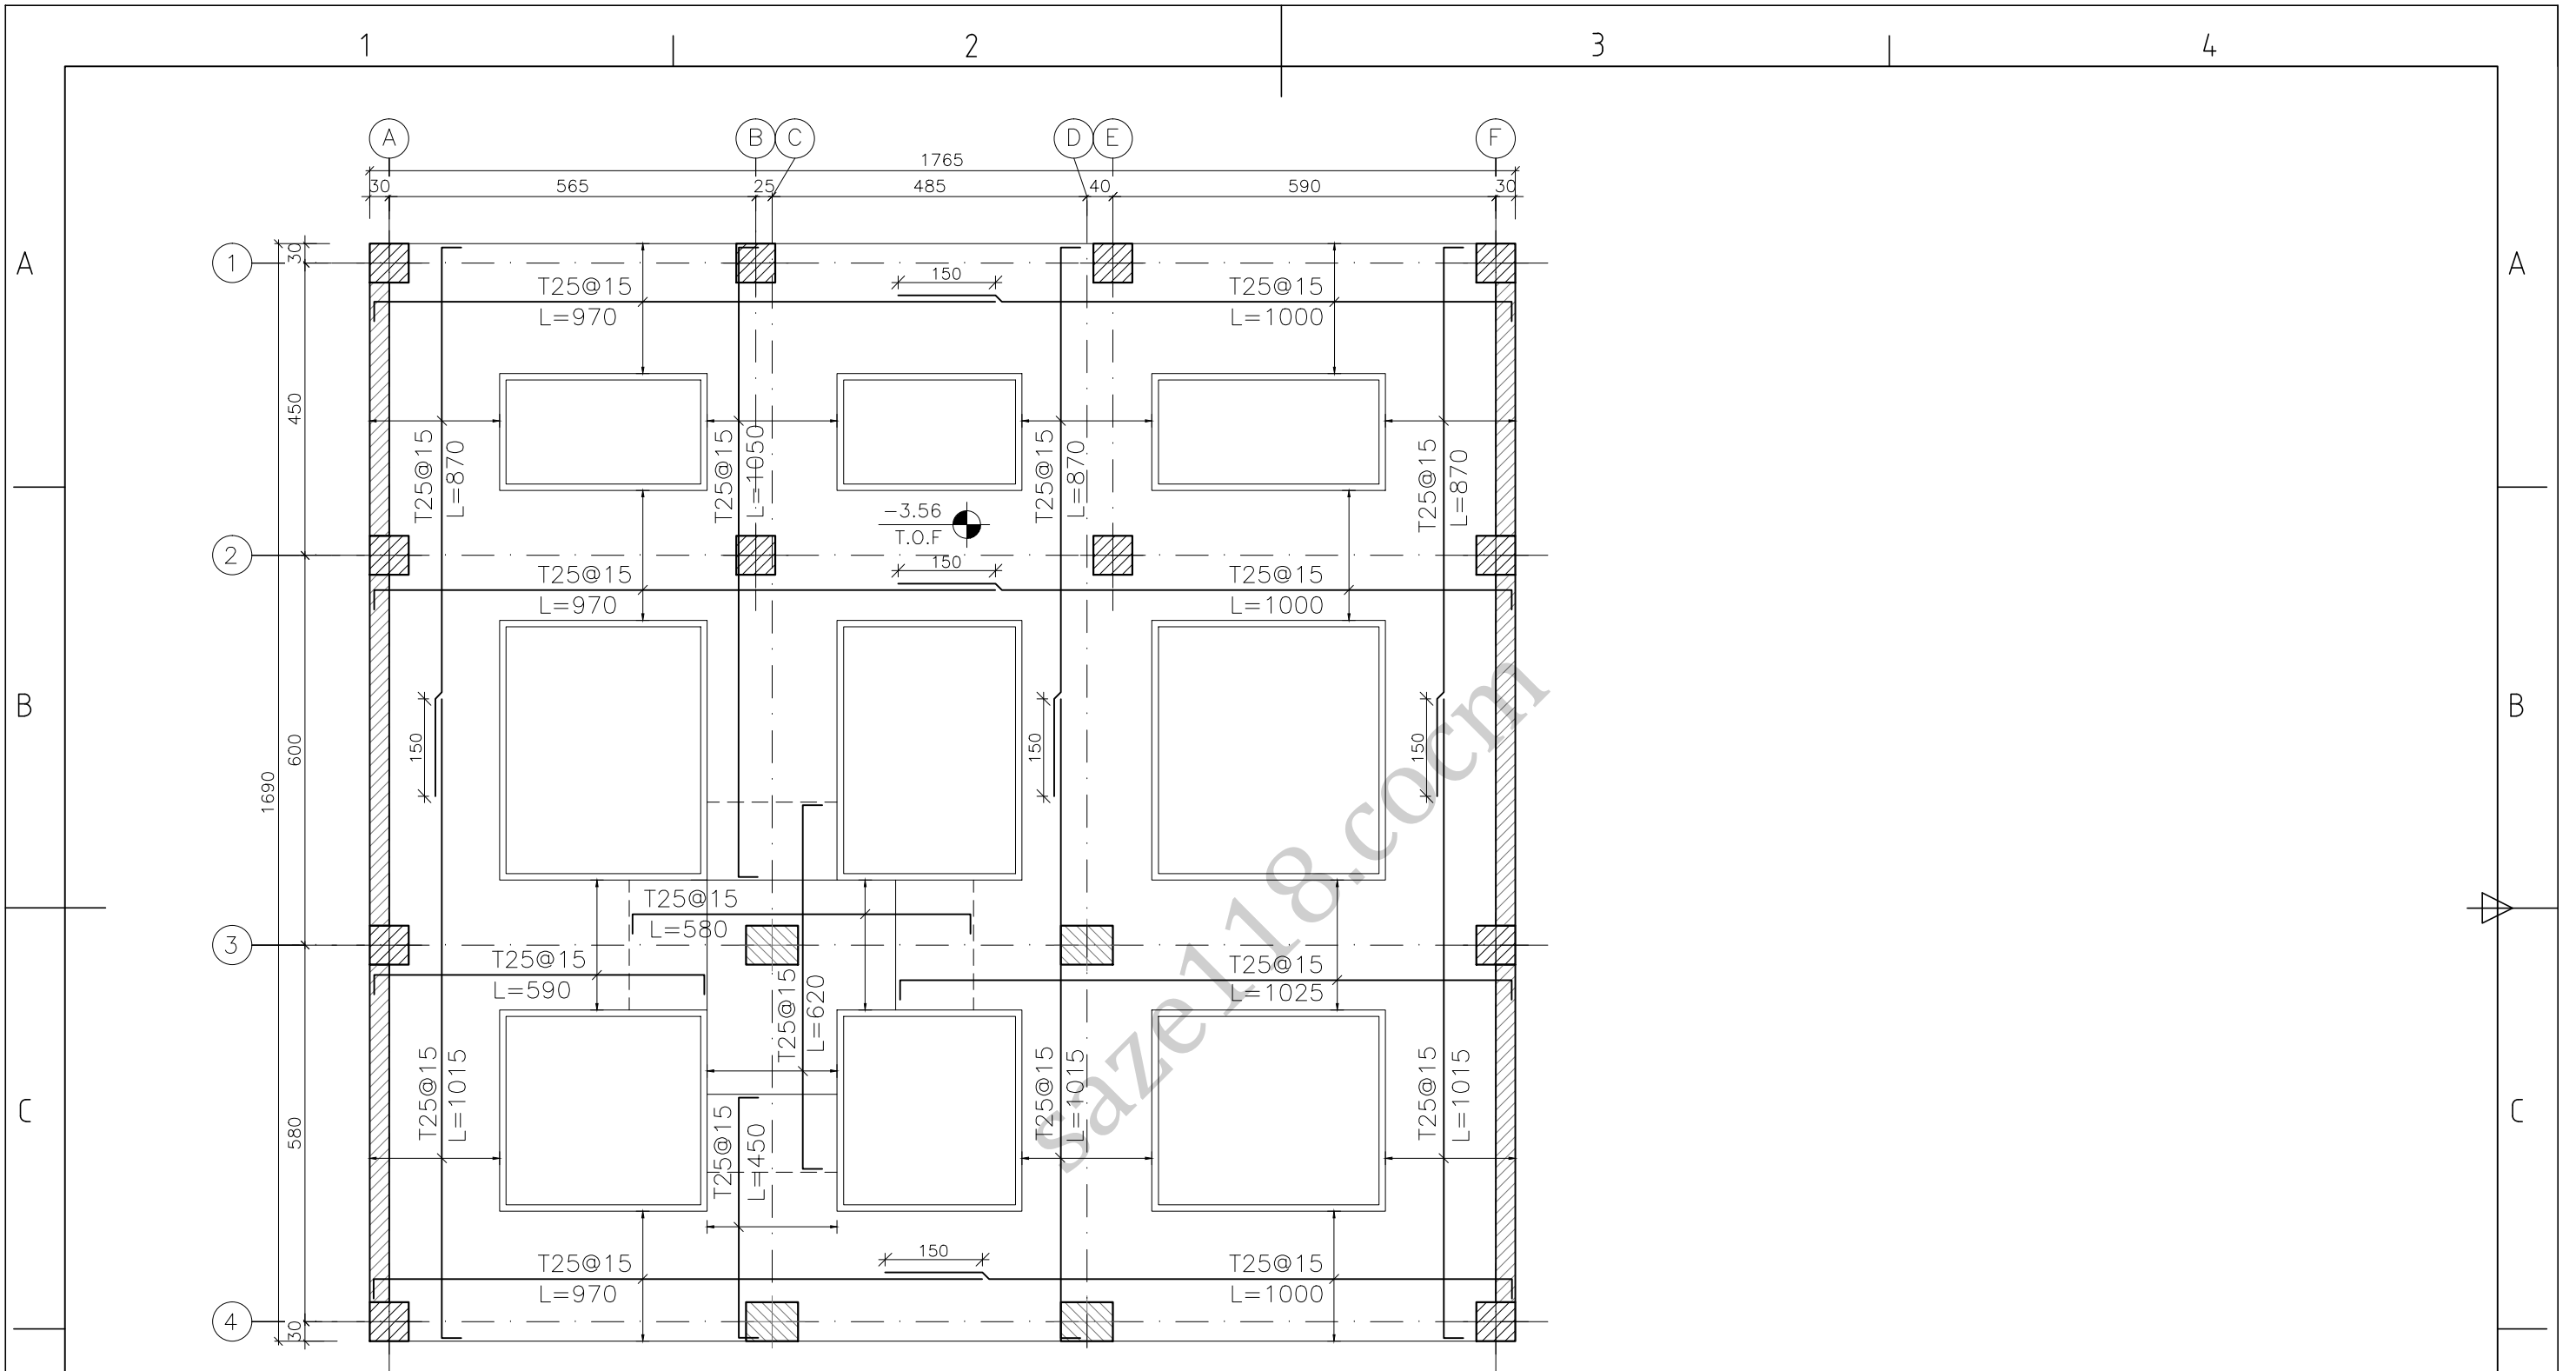 1
2
3
4
A
B
C
D
E
F
1765
30
565
25
485
40
590
30
A
A
1
30
150
T25@15
L=970
T25@15
L=1000
450
T25@15
L=870
T25@15
L=1050
T25@15
L=870
T25@15
L=870
-3.56
T.O.F
2
150
T25@15
L=970
T25@15
L=1000
B
B
1690
600
150
150
150
T25@15
L=580
3
T25@15
L=590
T25@15
L=1025
T25@15
L=620
saze118.cocm
C
C
580
T25@15
L=1015
T25@15
L=450
T25@15
L=1015
T25@15
L=1015
150
T25@15
L=970
T25@15
L=1000
4
30